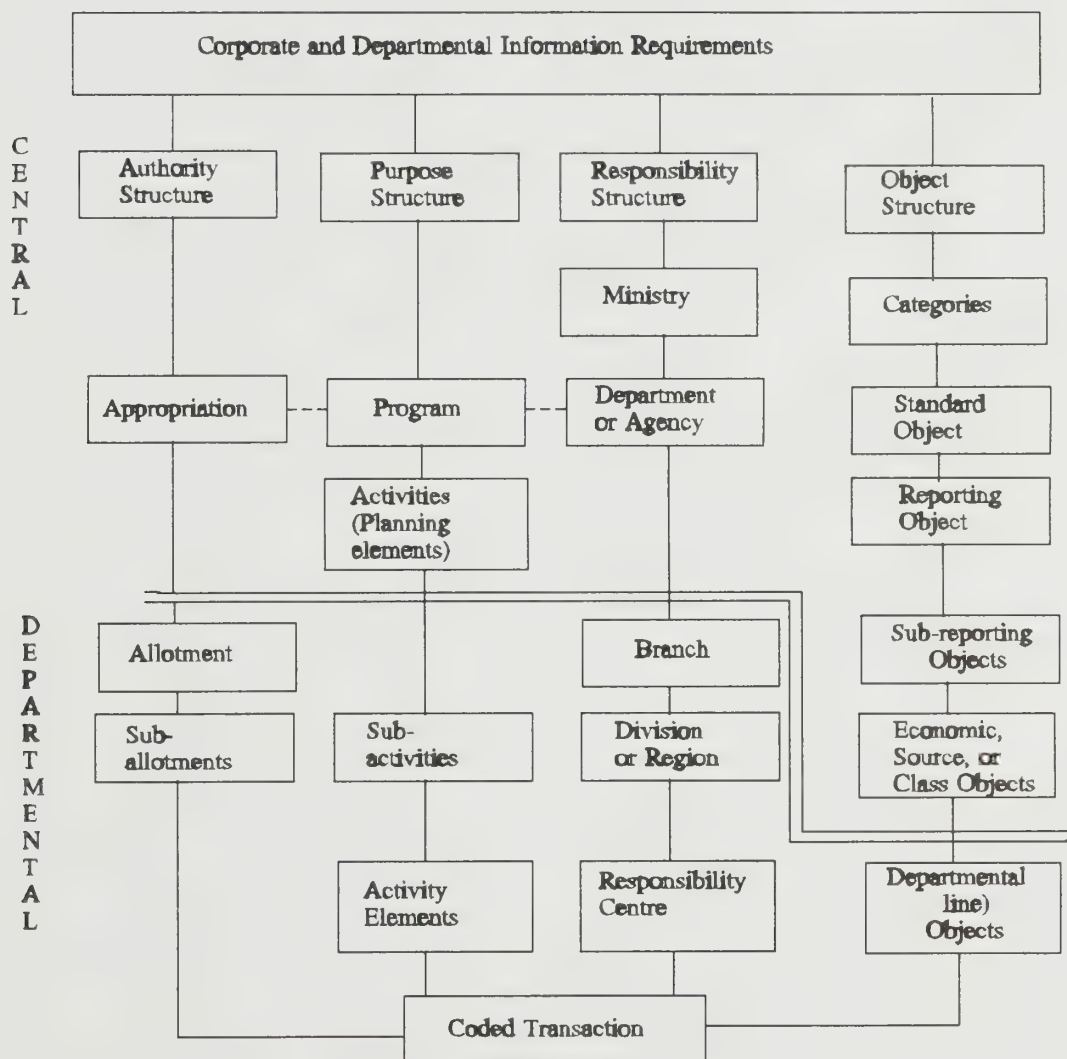 Corporate and Departmental Information Requirements
CENTRAL
Authority
Structure
Purpose
Structure
Responsibility
Structure
Object
Structure
Ministry
Categories
Appropriation
Program
Department
or Agency
Standard
Object
Activities
(Planning
elements)
Reporting
Object
DEPARTMENTAL
Allotment
Branch
Sub-reporting
Objects
Sub-
allotments
Sub-
activities
Division
or Region
Economic,
Source, or
Class Objects
Activity
Elements
Responsibility
Centre
Departmental
line)
Objects
Coded Transaction